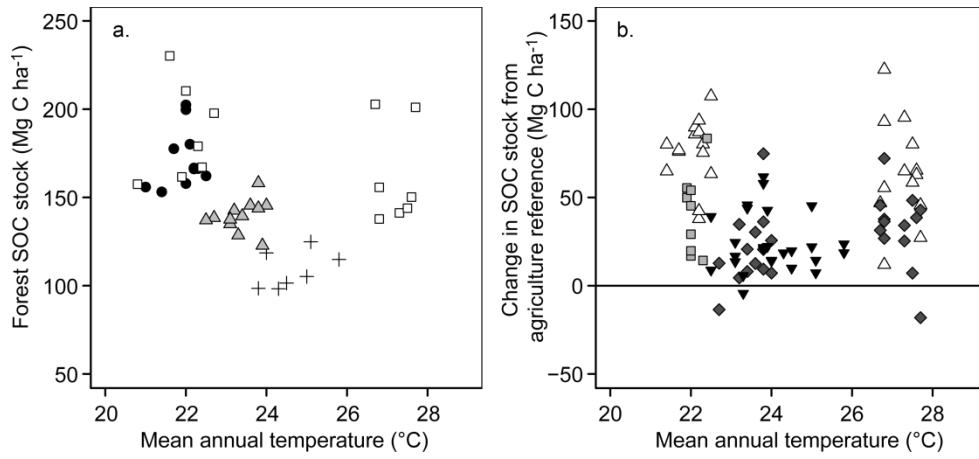 a.
Forest SOC stock (Mg C ha⁻¹)
250
200
150
100
50
20 22 24 26 28
Mean annual temperature (°C)
b.
Change in SOC stock from
agriculture reference (Mg C ha⁻¹)
150
100
50
0
−50
20 22 24 26 28
Mean annual temperature (°C)